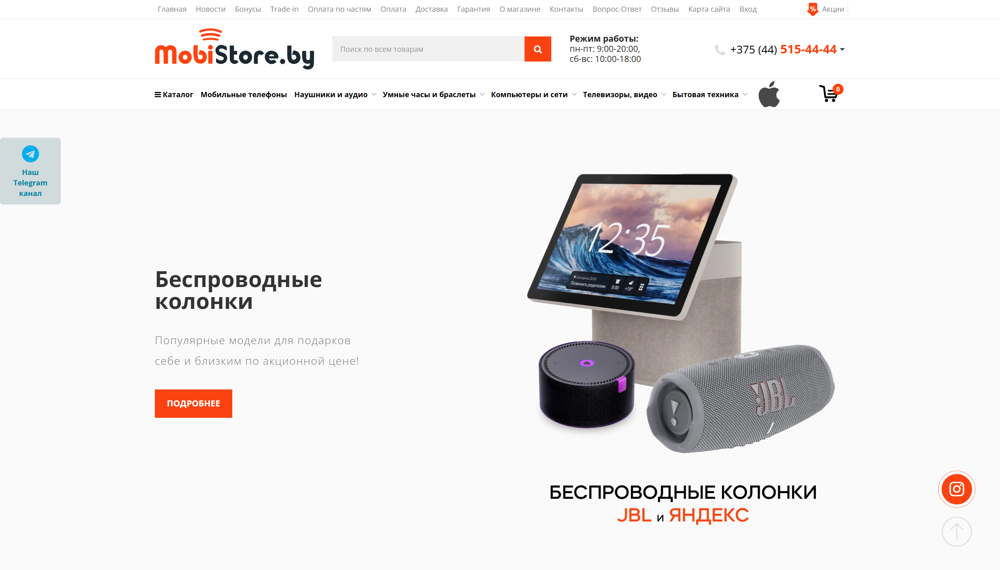 Главная Новости Бонусы Trade-in Оплата по частям Оплата Доставка Гарантия О магазине Контакты Вопрос-Ответ Отзывы Карта сайта Вход % Акции
MobiStore.by
Поиск по всем товарам
Режим работы:
пн-пт: 9:00-20:00,
сб-вс: 10:00-18:00
+375 (44) 515-44-44
Каталог Мобильные телефоны Наушники и аудио Умные часы и браслеты Компьютеры и сети Телевизоры, видео Бытовая техника 0
Наш
Telegram
канал
Беспроводные
колонки
Популярные модели для подарков
себе и близким по акционной цене!
ПОДРОБНЕЕ
12:35
Сегодня в 20:00
Позвонить родителям
8:00
+19°
JBL
БЕСПРОВОДНЫЕ КОЛОНКИ
JBL и ЯНДЕКС